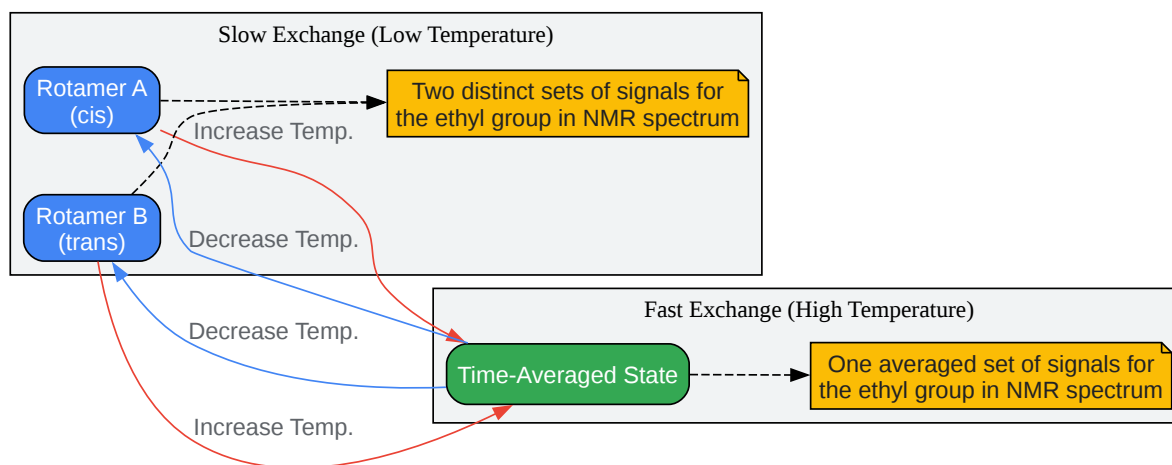 Slow Exchange (Low Temperature)
Rotamer A
(cis)
Two distinct sets of signals for
the ethyl group in NMR spectrum
Increase Temp.
Rotamer B
(trans)
Decrease Temp.
Fast Exchange (High Temperature)
Decrease Temp.
Time-Averaged State
One averaged set of signals for
the ethyl group in NMR spectrum
Increase Temp.